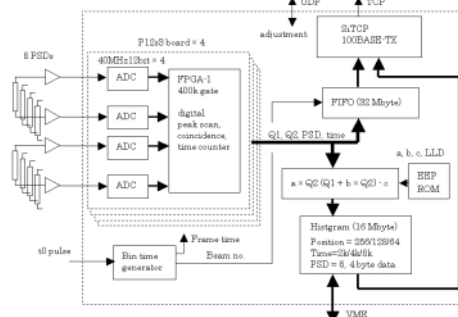 UDP
TCP
adjustment
SiTCP
100BASE-TX
P12s3 board × 4
8 PSDs
40MHz12bit × 4
ADC
ADC
ADC
ADC
FPGA-1
400k gate
digital
peak scan,
coincidence,
time counter
FIFO (32 Mbyte)
Q1, Q2, PSD, time
a, b, c, LLD
a × Q2 (Q1 + b × Q2) - c
EEP
ROM
Histgram (16 Mbyte)
Position = 256/128/64
Time=2k/4k/8k
PSD = 8, 4 byte data
Frame time
t0 pulse
Bin time
generator
Beam no.
VME